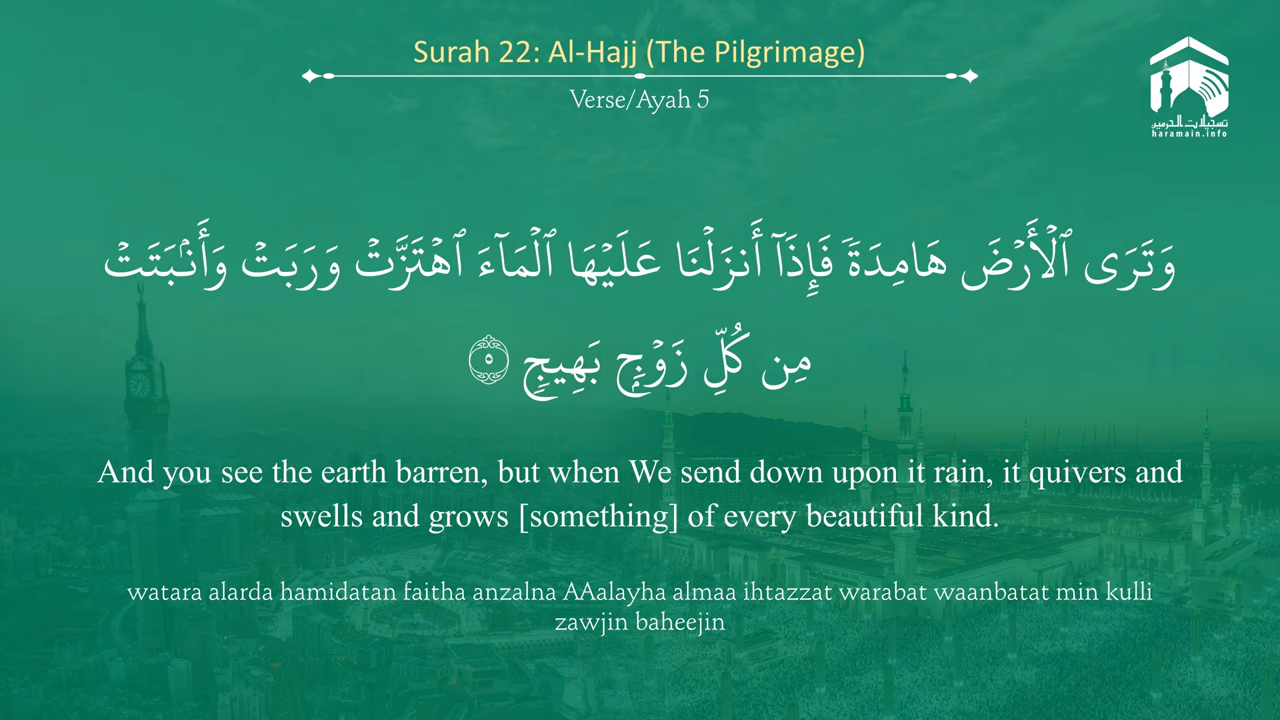 Surah 22: Al-Hajj (The Pilgrimage)
Verse/Ayah 5
تسجيلات الحرمين
haramain.info
وَتَرَى ٱلْأَرْضَ هَامِدَةً فَإِذَآ أَنزَلْنَا عَلَيْهَا ٱلْمَآءَ ٱهْتَزَّتْ وَرَبَتْ وَأَنۢبَتَتْ
مِن كُلِّ زَوْجٍۭ بَهِيجٍ ٥
And you see the earth barren, but when We send down upon it rain, it quivers and
swells and grows [something] of every beautiful kind.
watara alarda hamidatan faitha anzalna AAalayha almaa ihtazzat warabat waanbatat min kulli
zawjin baheejin